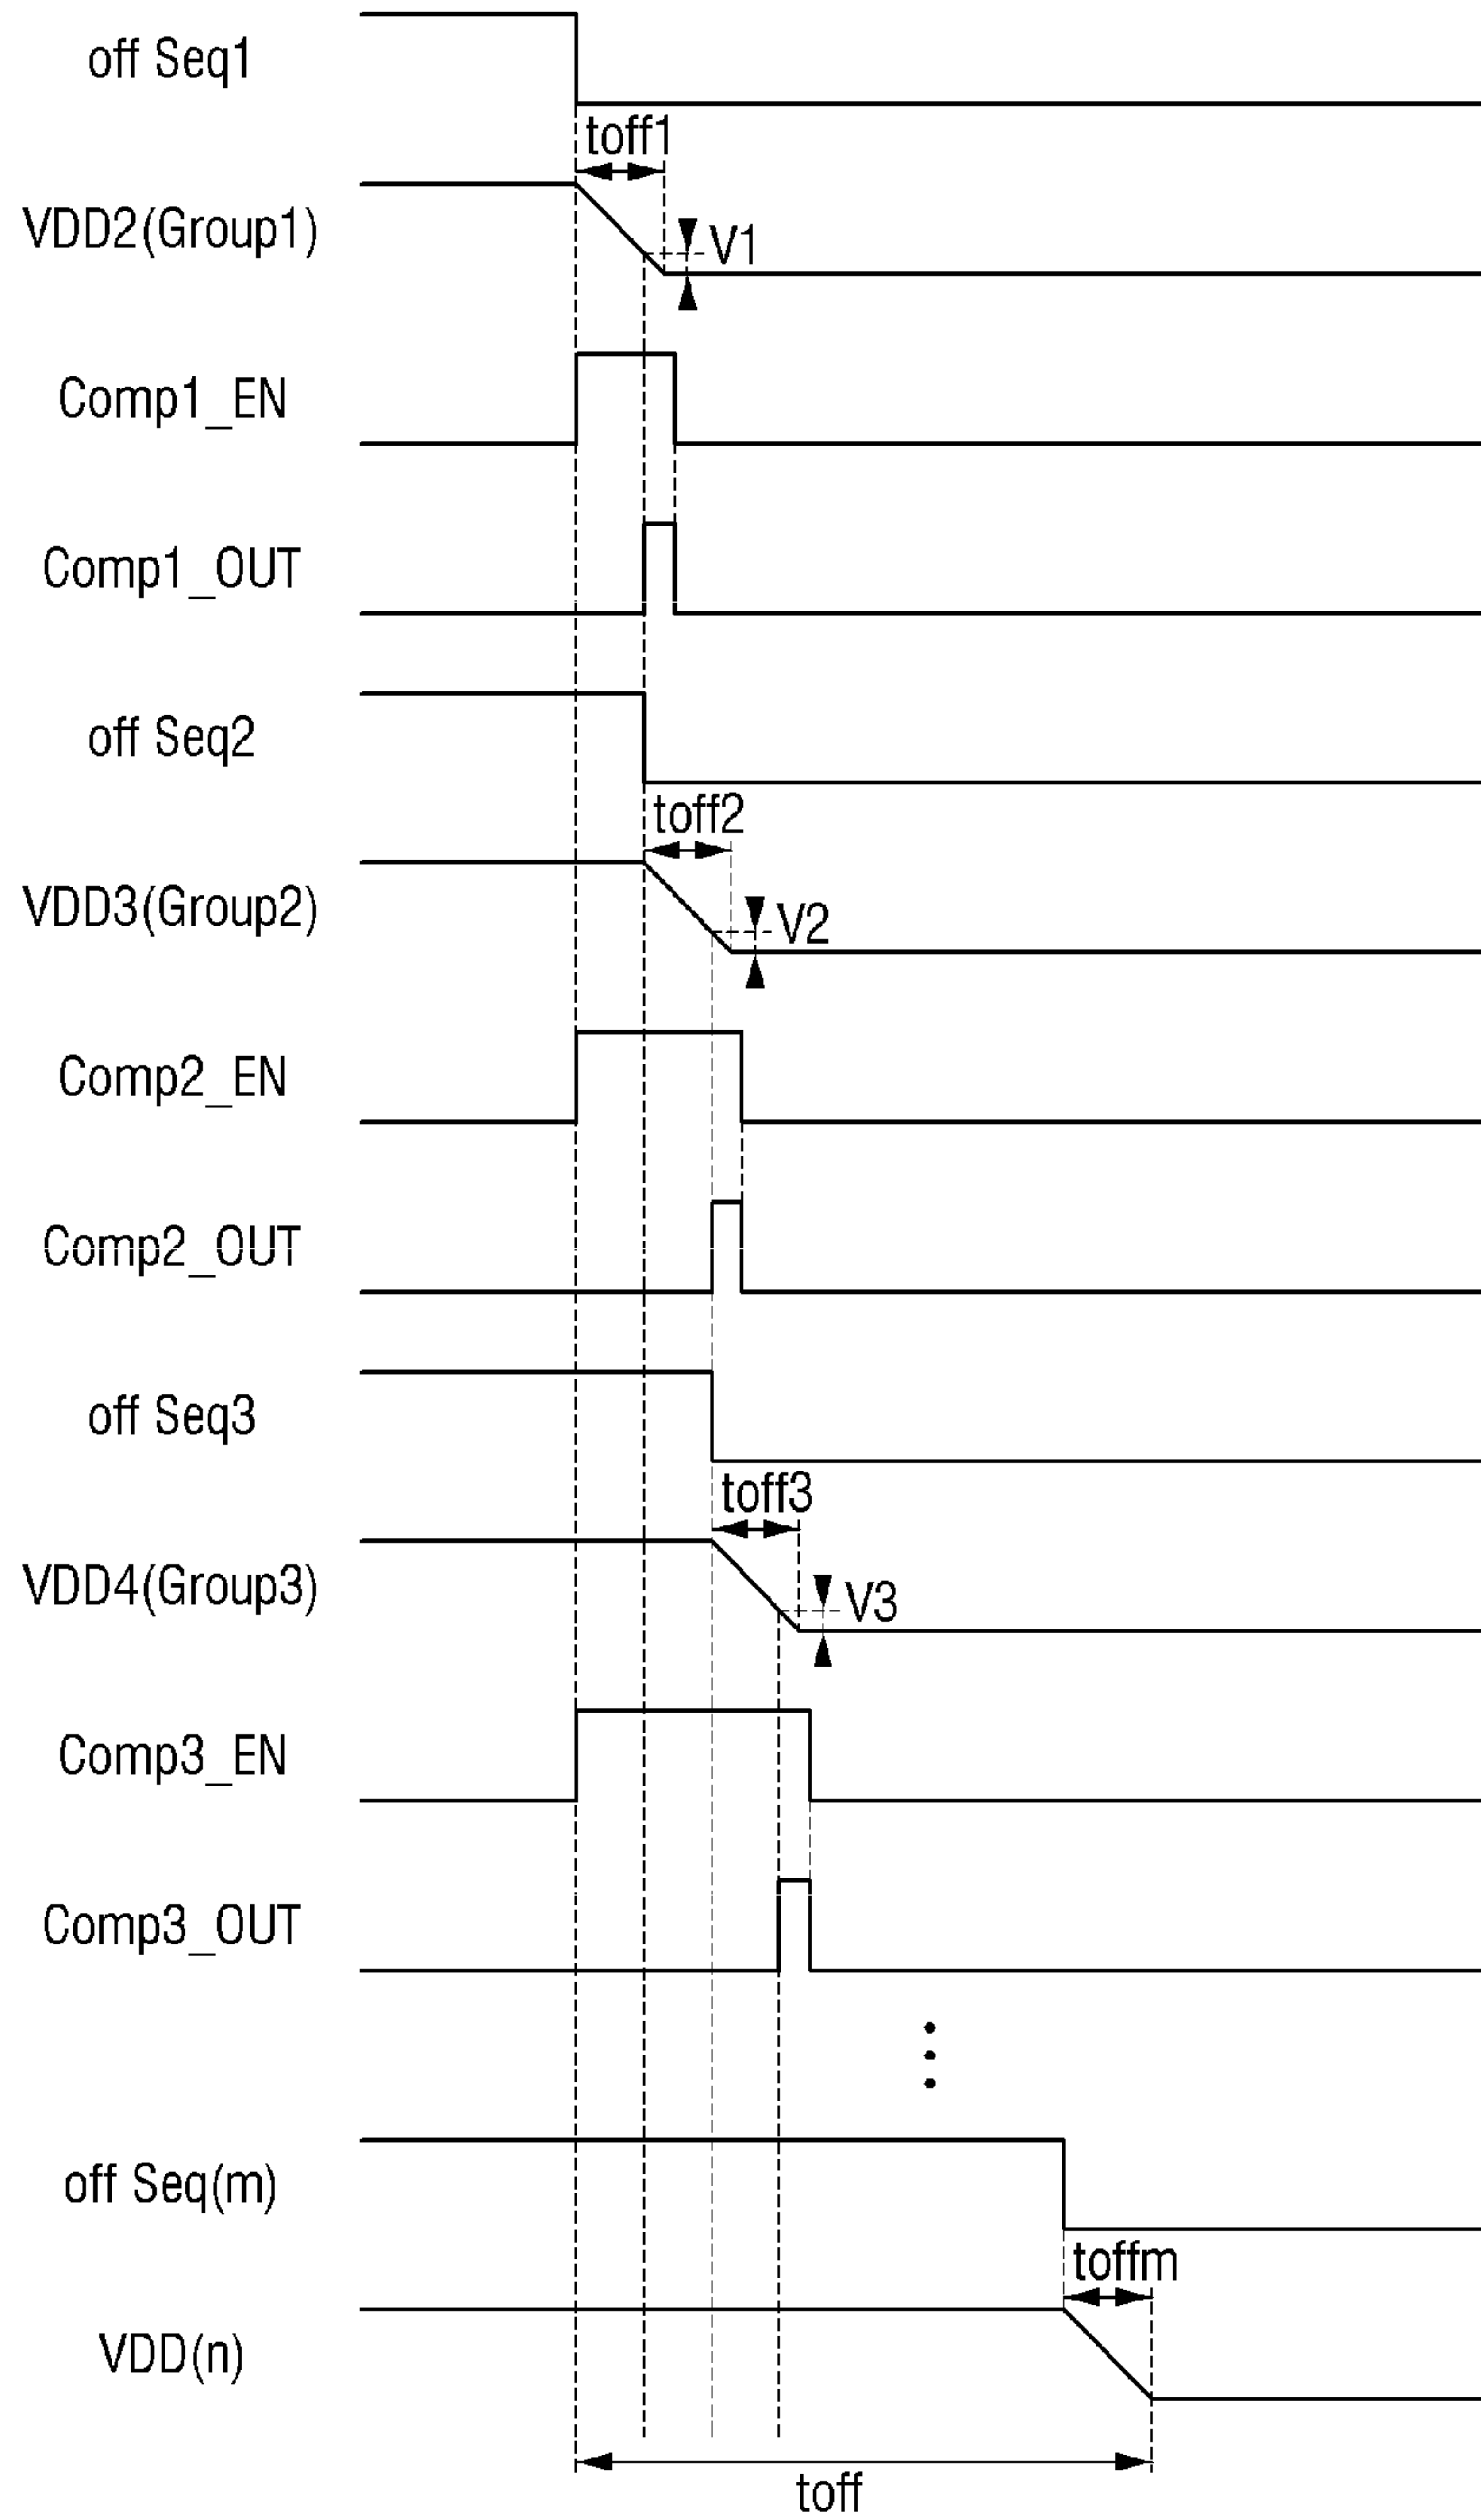 off Seq1
toff1
VDD2(Group1)
V1
Comp1_EN
Comp1_OUT
off Seq2
toff2
VDD3(Group2)
V2
Comp2_EN
Comp2_OUT
off Seq3
toff3
VDD4(Group3)
V3
Comp3_EN
Comp3_OUT
off Seq(m)
toffm
VDD(n)
toff